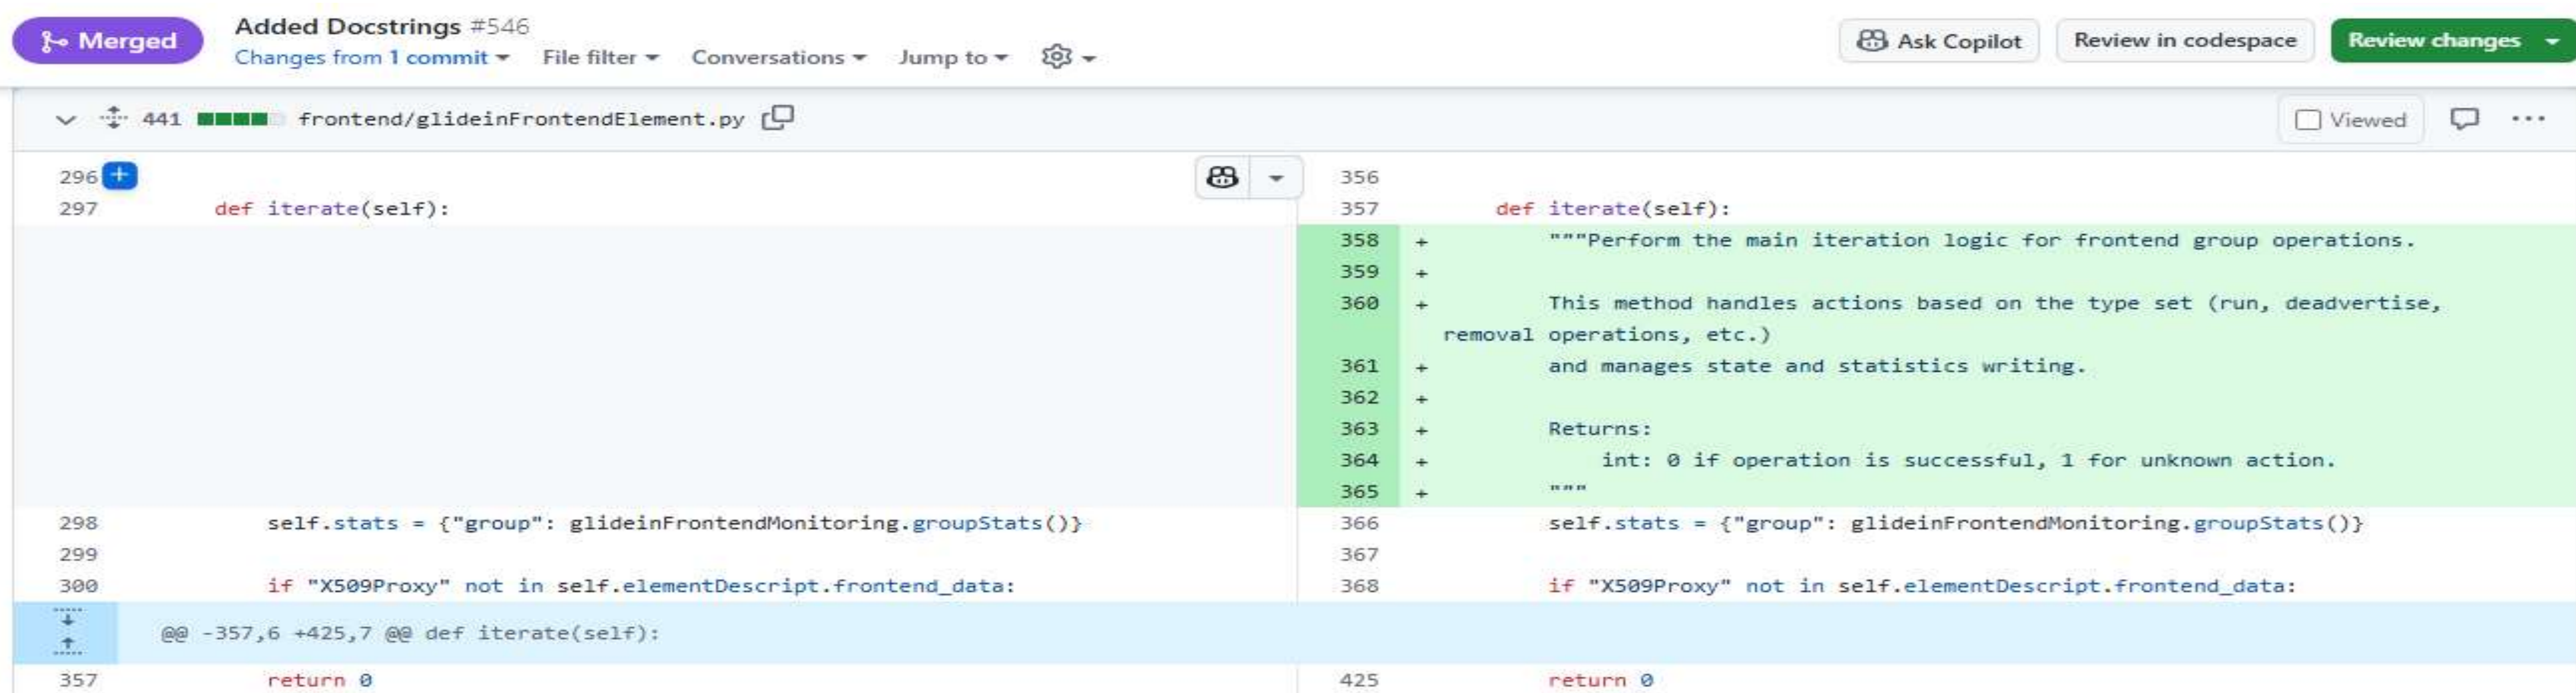 Merged
Added Docstrings #546
Changes from 1 commit File filter Conversations Jump to
Ask Copilot Review in codespace Review changes
441 frontend/glideinFrontendElement.py Viewed
296 356
297 def iterate(self): 357 def iterate(self):
358 + """Perform the main iteration logic for frontend group operations.
359 +
360 + This method handles actions based on the type set (run, deadvertise,
removal operations, etc.)
361 + and manages state and statistics writing.
362 +
363 + Returns:
364 + int: 0 if operation is successful, 1 for unknown action.
365 + """
298 self.stats = {"group": glideinFrontendMonitoring.groupStats()} 366 self.stats = {"group": glideinFrontendMonitoring.groupStats()}
299 367
300 if "X509Proxy" not in self.elementDescript.frontend_data: 368 if "X509Proxy" not in self.elementDescript.frontend_data:
@@ -357,6 +425,7 @@ def iterate(self):
357 return 0 425 return 0